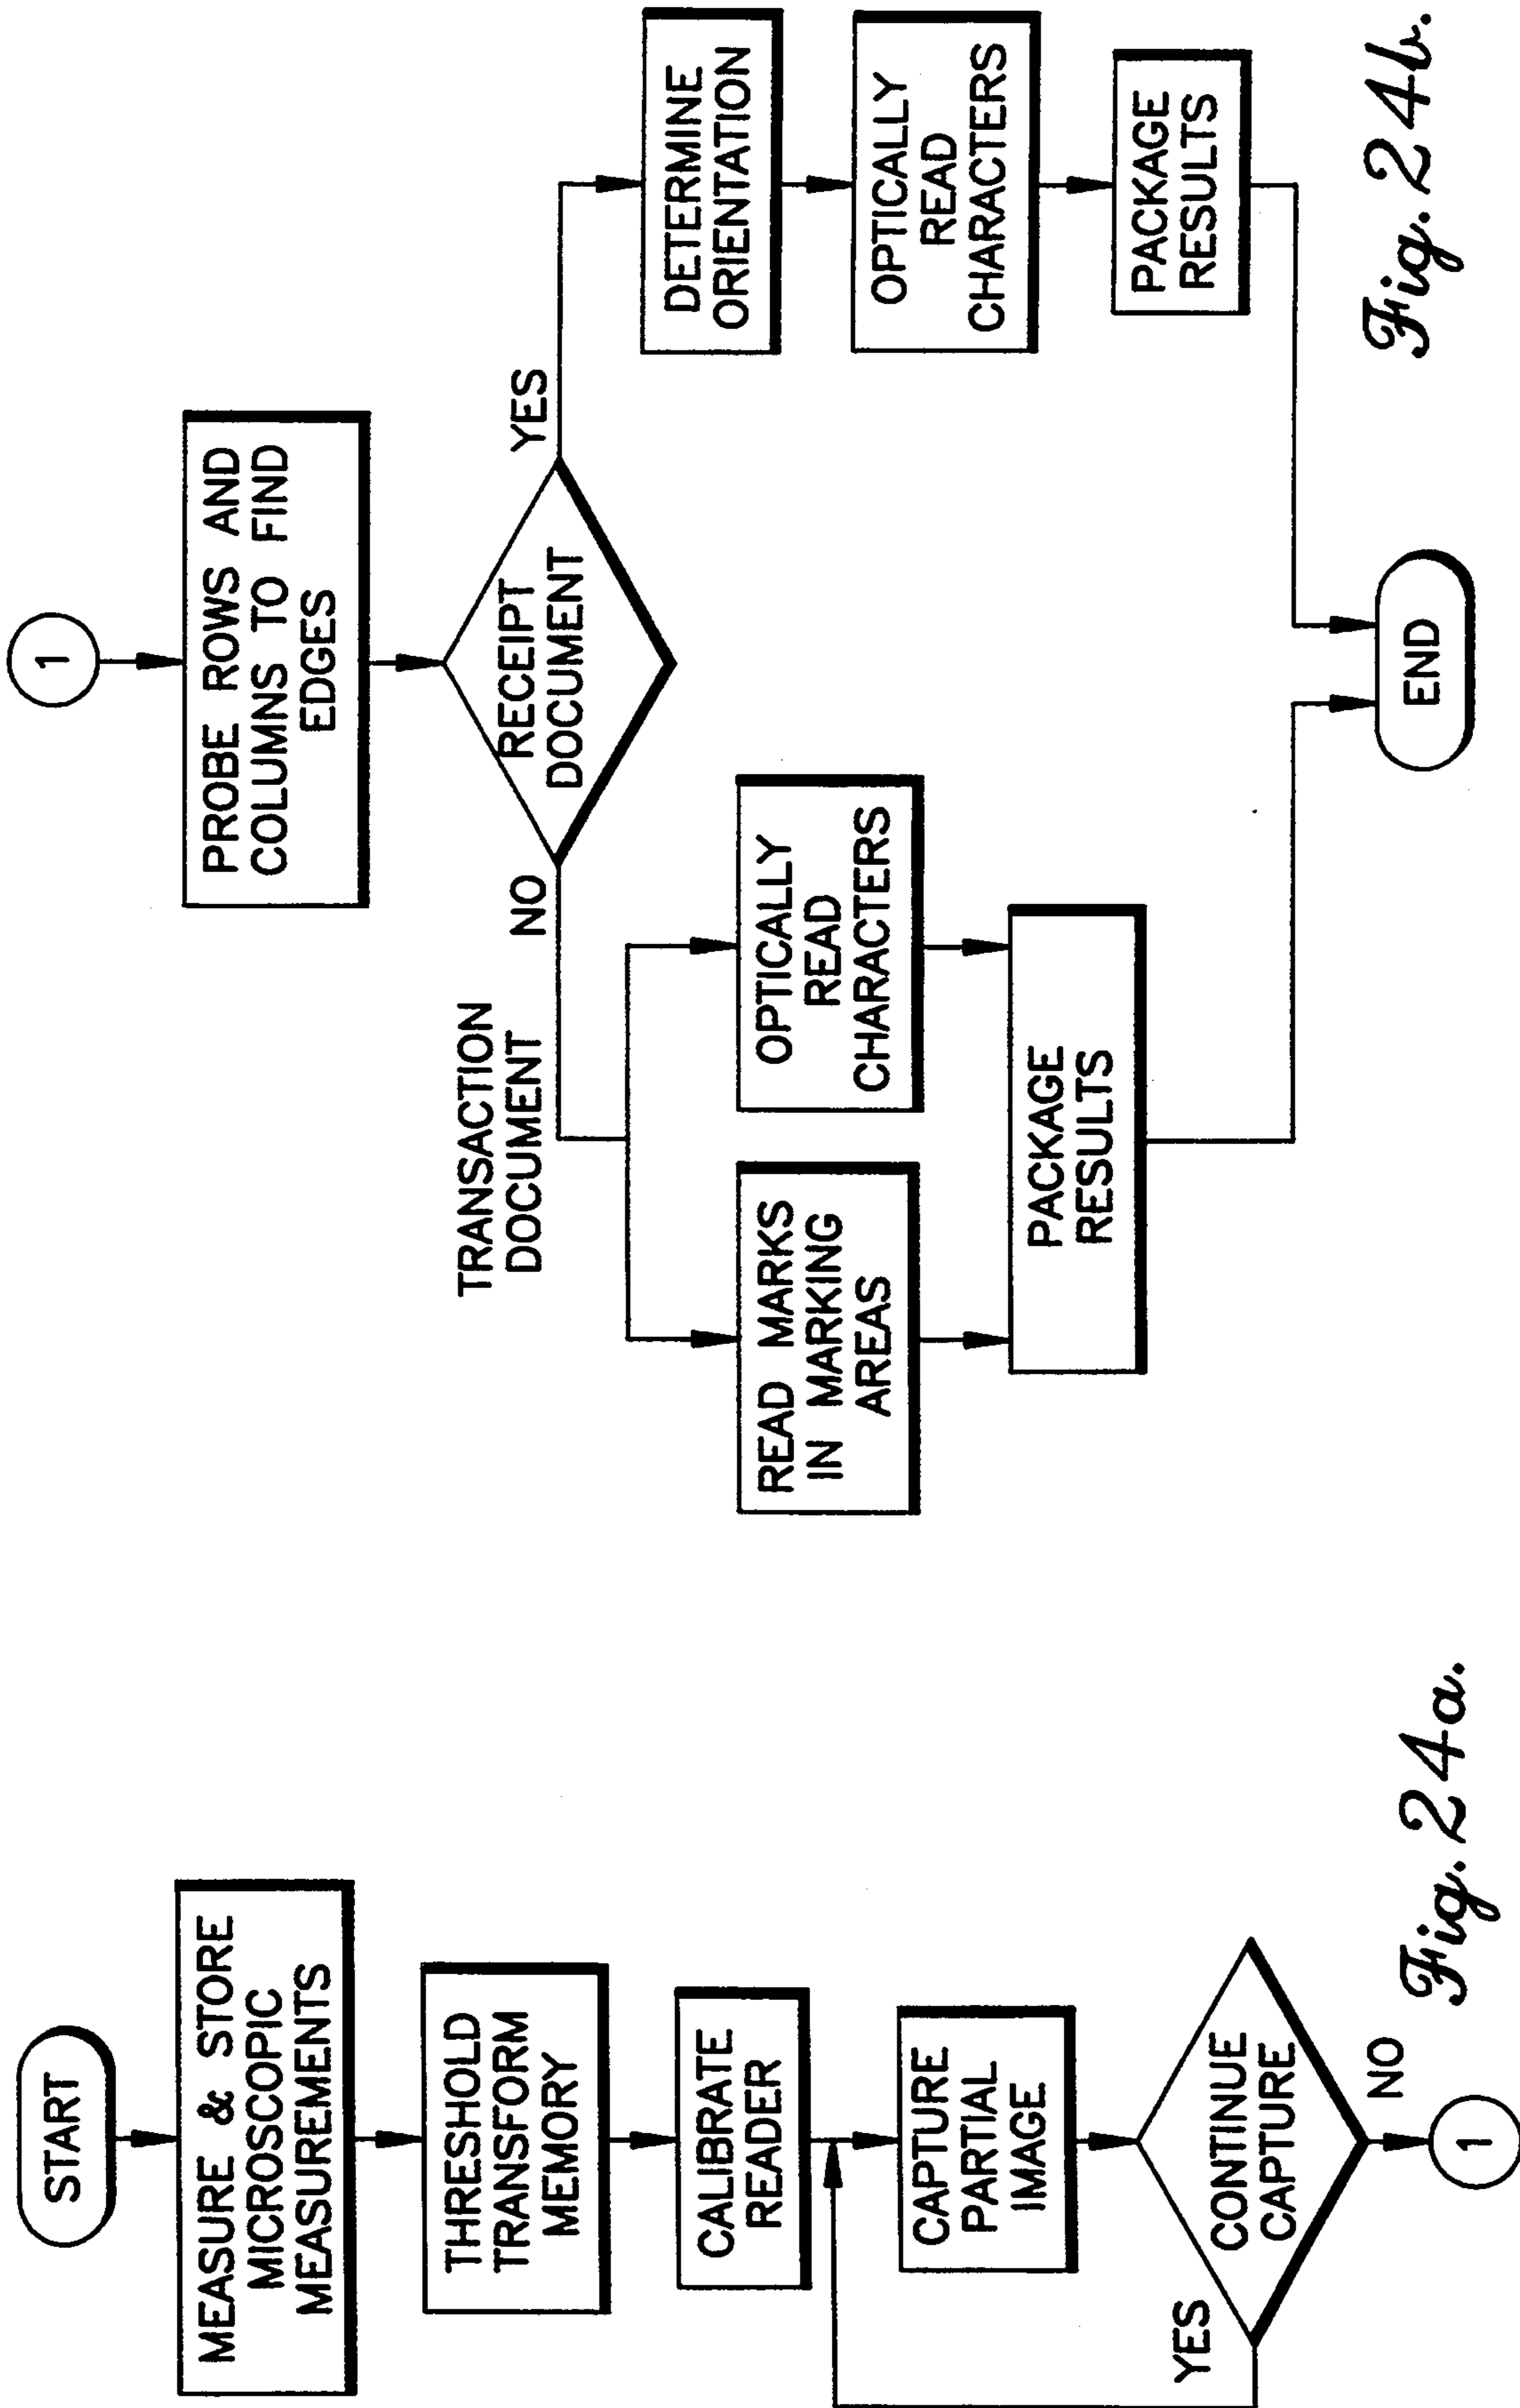 START
MEASURE & STORE
MICROSCOPIC
MEASUREMENTS
THRESHOLD
TRANSFORM
MEMORY
CALIBRATE
READER
CAPTURE
PARTIAL
IMAGE
CONTINUE
CAPTURE
YES
NO
1
Fig. 24a.
1
PROBE ROWS AND
COLUMNS TO FIND
EDGES
RECEIPT
DOCUMENT
NO
YES
TRANSACTION
DOCUMENT
READ MARKS
IN MARKING
AREAS
OPTICALLY
READ
CHARACTERS
PACKAGE
RESULTS
DETERMINE
ORIENTATION
OPTICALLY
READ
CHARACTERS
PACKAGE
RESULTS
END
Fig. 24b.